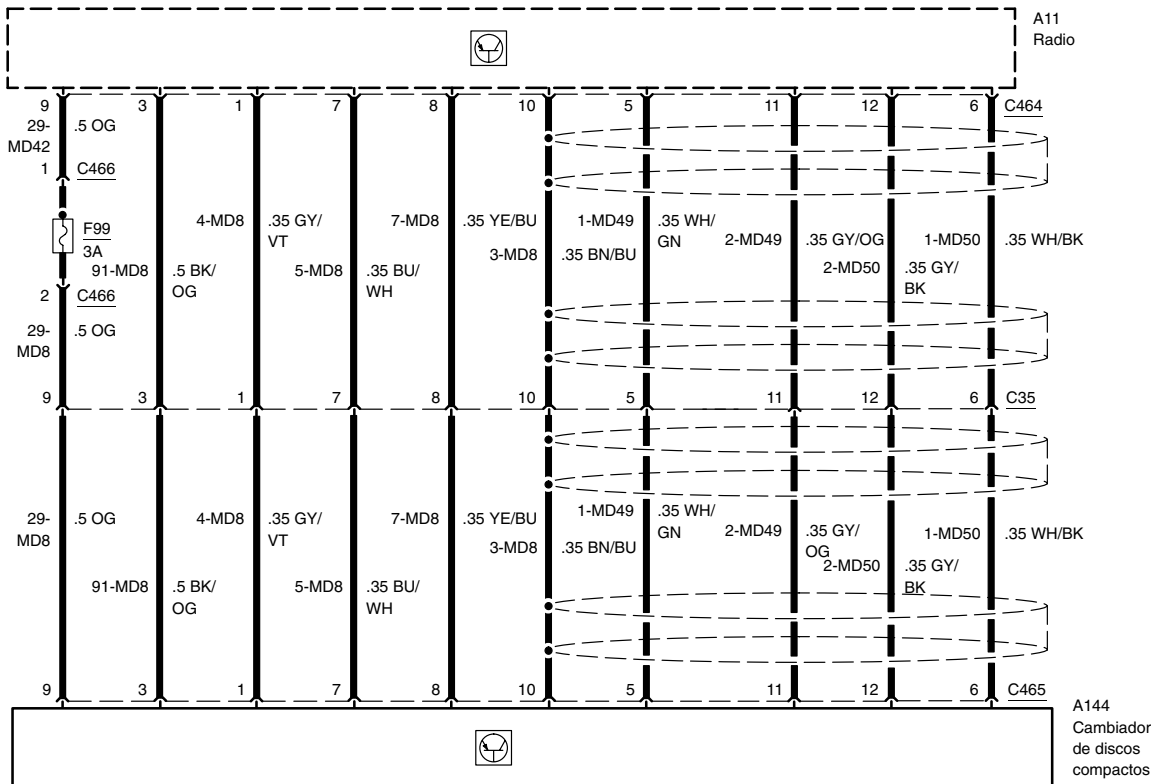 A11
Radio
9 3 1 7 8 10 5 11 12 6 C464
29-
MD42
.5 OG
1 C466
F99
3A
4-MD8
.35 GY/
VT
7-MD8
.35 YE/BU
1-MD49
.35 WH/
GN
2-MD49
.35 GY/OG
1-MD50
.35 WH/BK
91-MD8
.5 BK/
OG
5-MD8
.35 BU/
WH
3-MD8
.35 BN/BU
2-MD50
.35 GY/
BK
2 C466
29-
MD8
.5 OG
9 3 1 7 8 10 5 11 12 6 C35
29-
MD8
.5 OG
4-MD8
.35 GY/
VT
7-MD8
.35 YE/BU
1-MD49
.35 WH/
GN
2-MD49
.35 GY/
OG
1-MD50
.35 WH/BK
91-MD8
.5 BK/
OG
5-MD8
.35 BU/
WH
3-MD8
.35 BN/BU
2-MD50
.35 GY/
BK
9 3 1 7 8 10 5 11 12 6 C465
A144
Cambiador
de discos
compactos